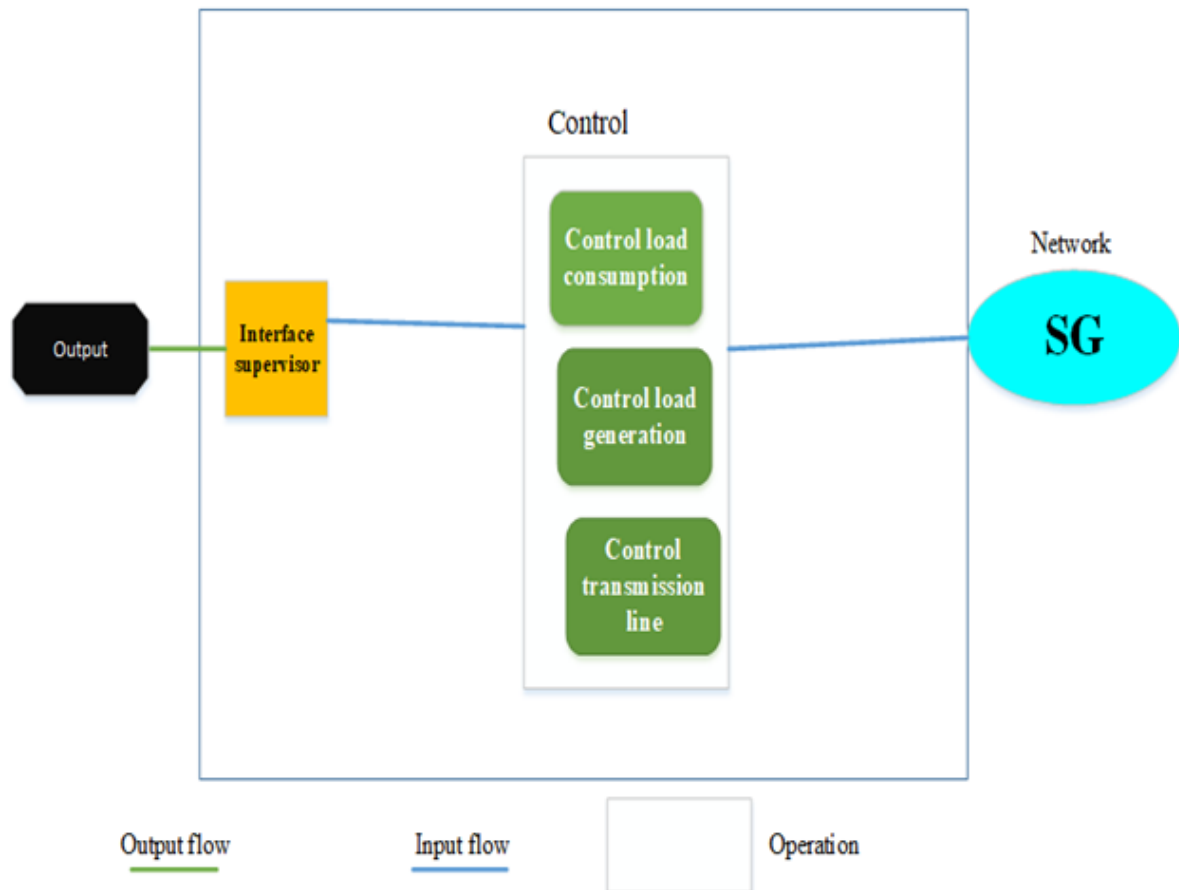 Control
Control load
consumption
Network
Interface
supervisor
Output
SG
Control load
generation
Control
transmission
line
Output flow
Input flow
Operation